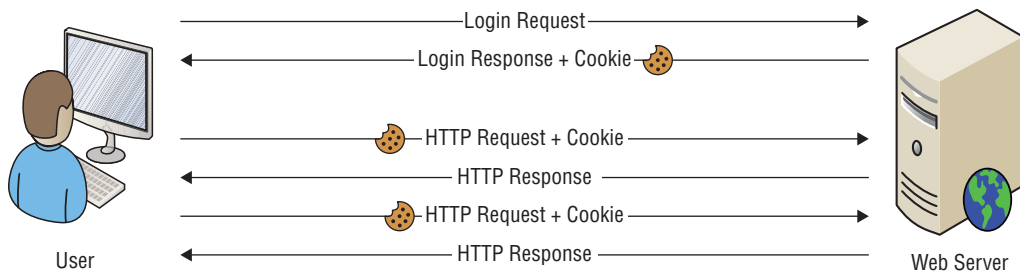 Login Request
Login Response + Cookie
HTTP Request + Cookie
HTTP Response
HTTP Request + Cookie
HTTP Response
User
Web Server